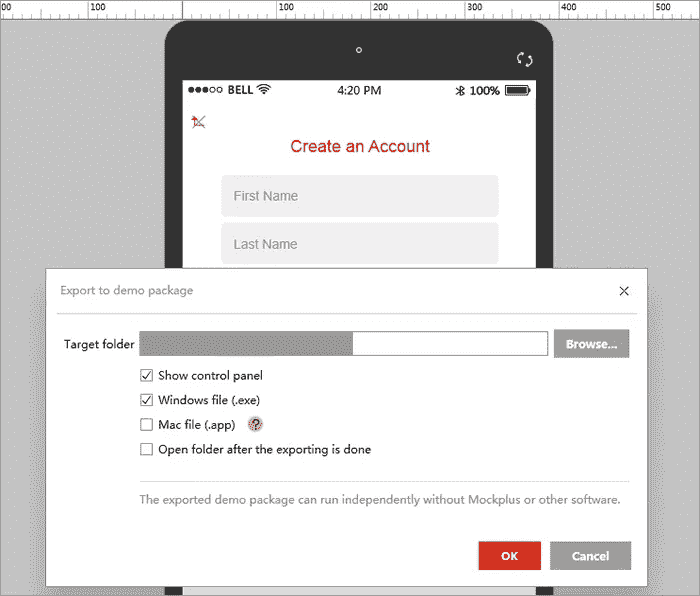 00 100 100 200 300 400 500
BELL 4:20 PM 100%
Create an Account
First Name
Last Name
Export to demo package
Target folder Browse...
Show control panel
Windows file (.exe)
Mac file (.app) ?
Open folder after the exporting is done
The exported demo package can run independently without Mockplus or other software.
OK Cancel